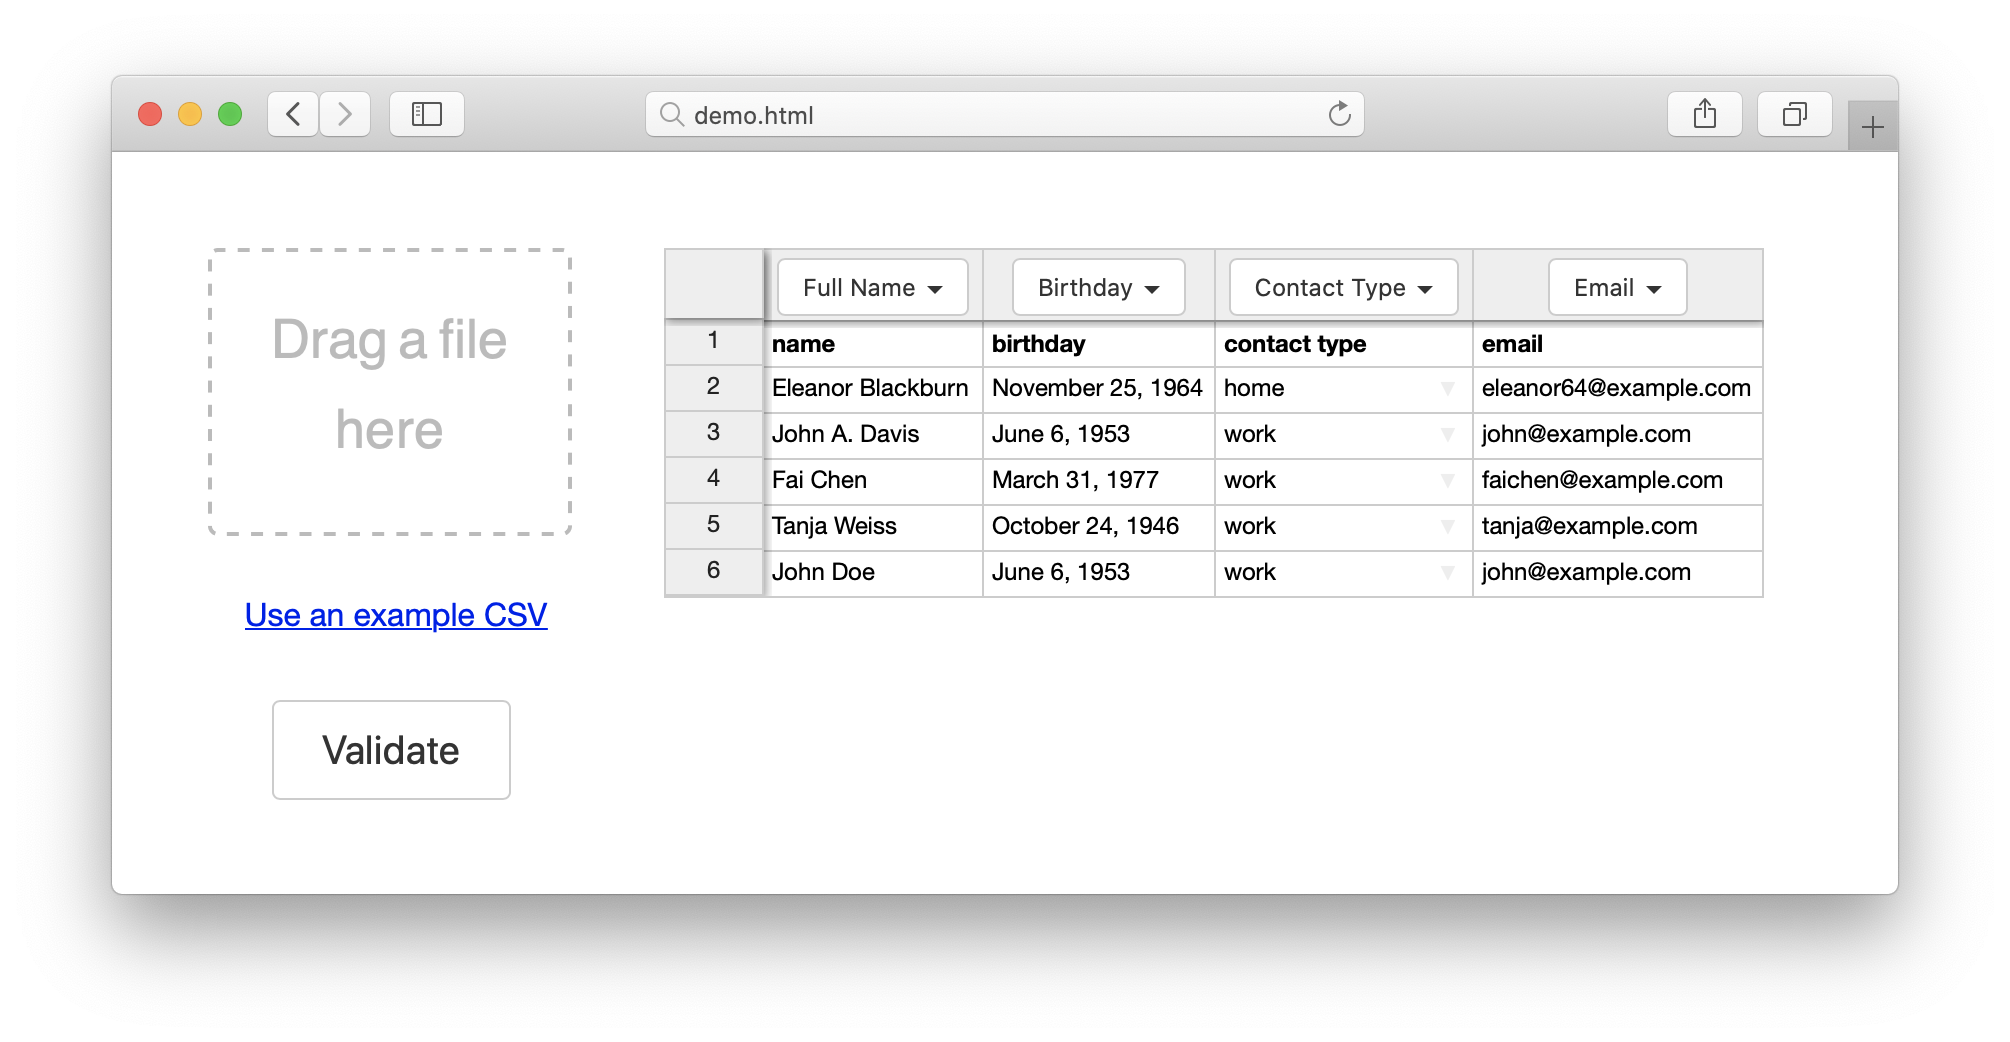 demo.html
Drag a file
here
Use an example CSV
Validate
Full Name Birthday Contact Type Email
1 name birthday contact type email
2 Eleanor Blackburn November 25, 1964 home eleanor64@example.com
3 John A. Davis June 6, 1953 work john@example.com
4 Fai Chen March 31, 1977 work faichen@example.com
5 Tanja Weiss October 24, 1946 work tanja@example.com
6 John Doe June 6, 1953 work john@example.com